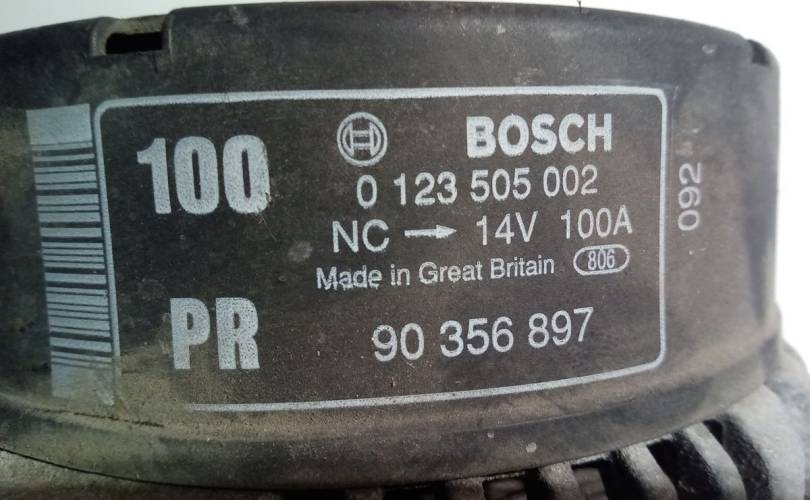 100
BOSCH
0 123 505 002
NC → 14V 100A
Made in Great Britain 806
PR
90 356 897
092